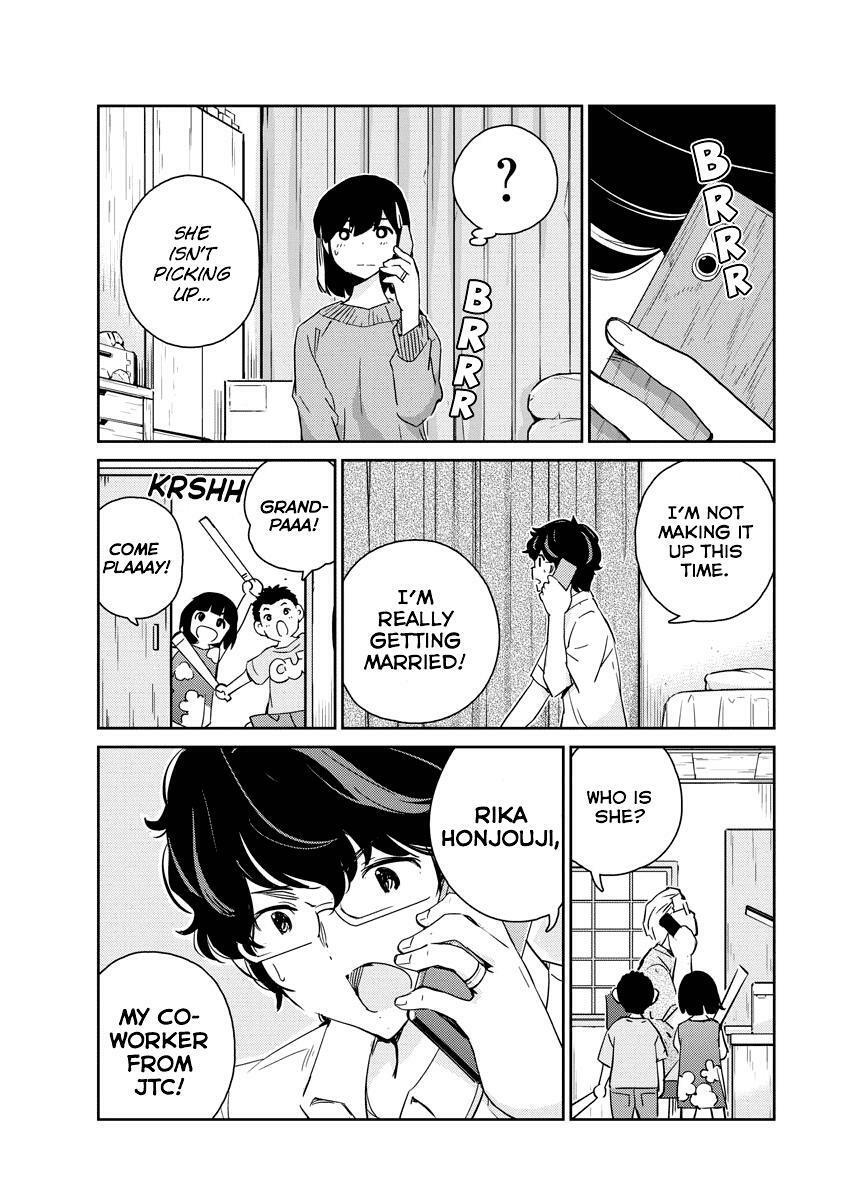 BRRR
SHE
ISN'T
PICKING
UP...
?
BRRR
I'M NOT
MAKING IT
UP THIS
TIME.
I'M
REALLY
GETTING
MARRIED!
KRSHH
GRAND-
PAAA!
COME
PLAAAY!
WHO IS
SHE?
RIKA
HONJOUJI,
MY CO-
WORKER
FROM
JTC!